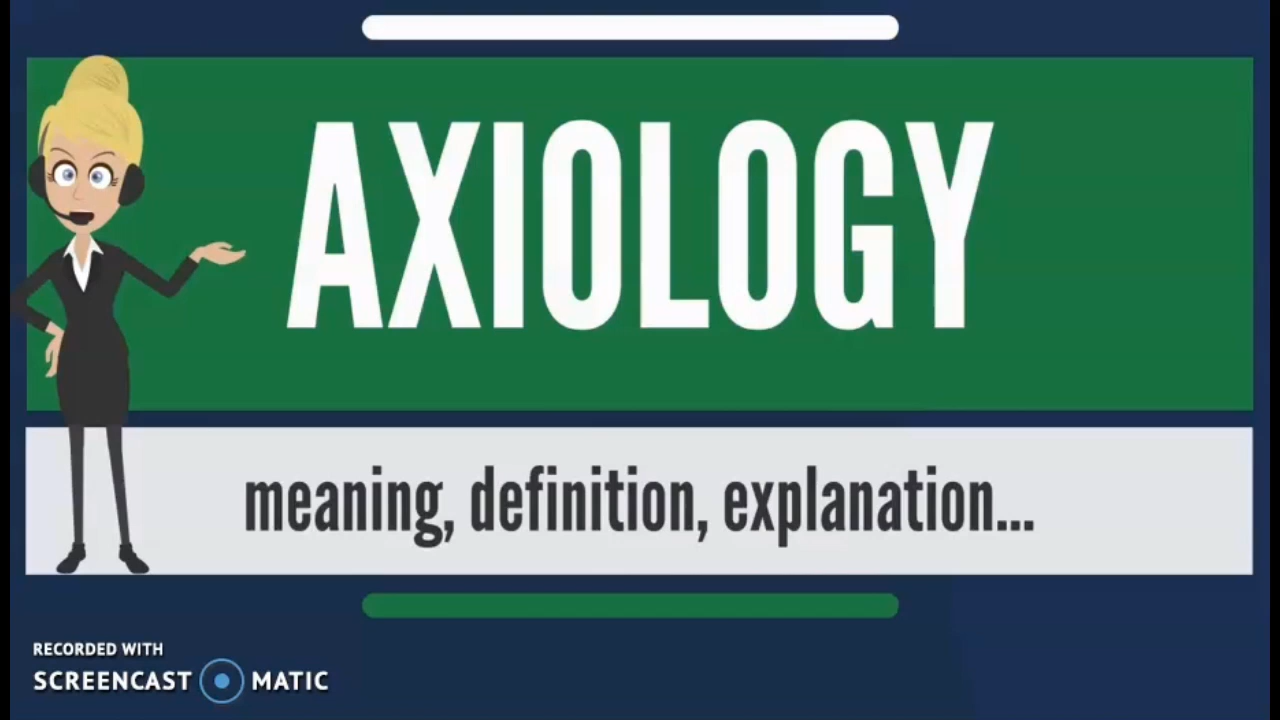 AXIOLOGY
meaning, definition, explanation...
RECORDED WITH
SCREENCAST MATIC